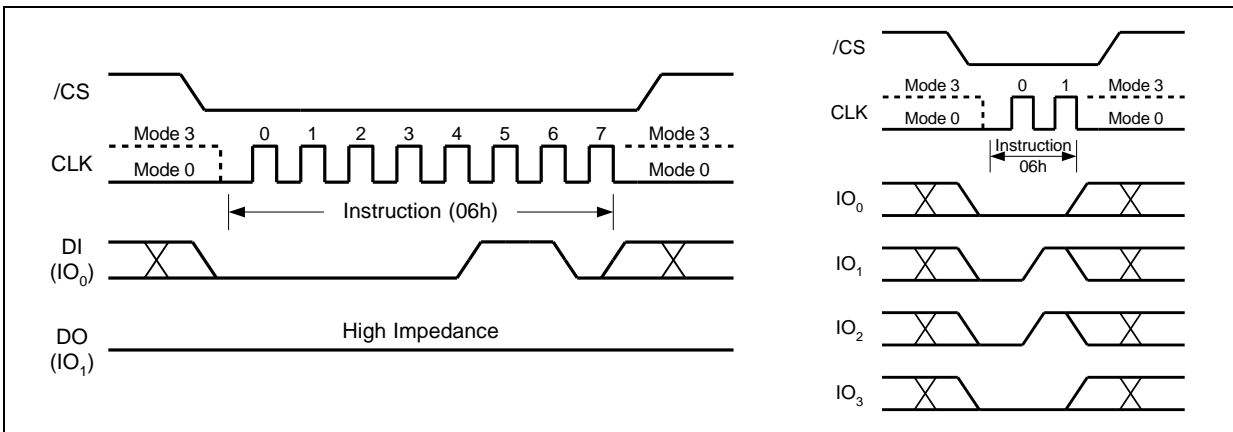 /CS
Mode 3
0 1 2 3 4 5 6 7
Mode 3
CLK
Mode 0
Mode 0
Instruction (06h)
DI
(IO0)
DO
(IO1)
High Impedance
/CS
Mode 3
0 1
Mode 3
CLK
Mode 0
Mode 0
Instruction
06h
IO0
IO1
IO2
IO3